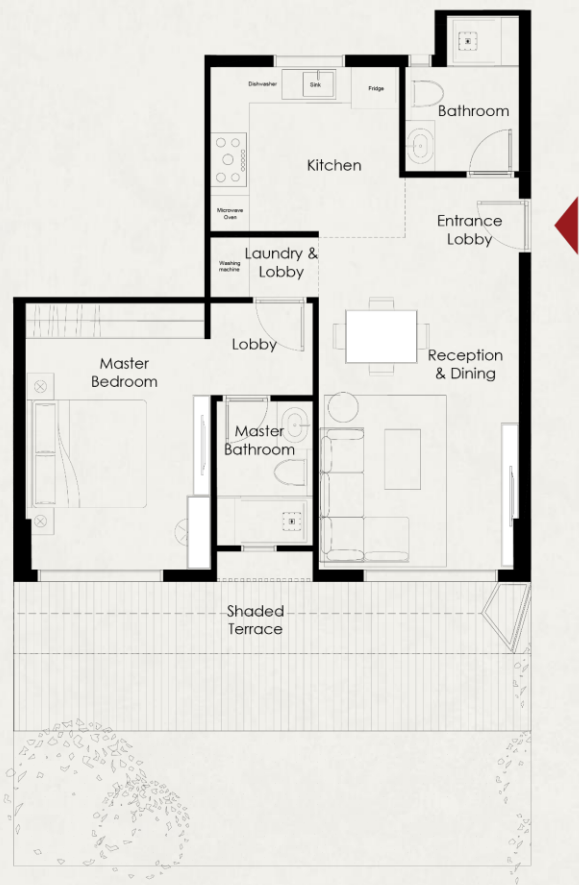 Dishwasher
Sink
Fridge
Bathroom
Kitchen
Microwave
Oven
Entrance
Lobby
Washing
machine
Laundry &
Lobby
Lobby
Master
Bedroom
Reception
& Dining
Master
Bathroom
Shaded
Terrace